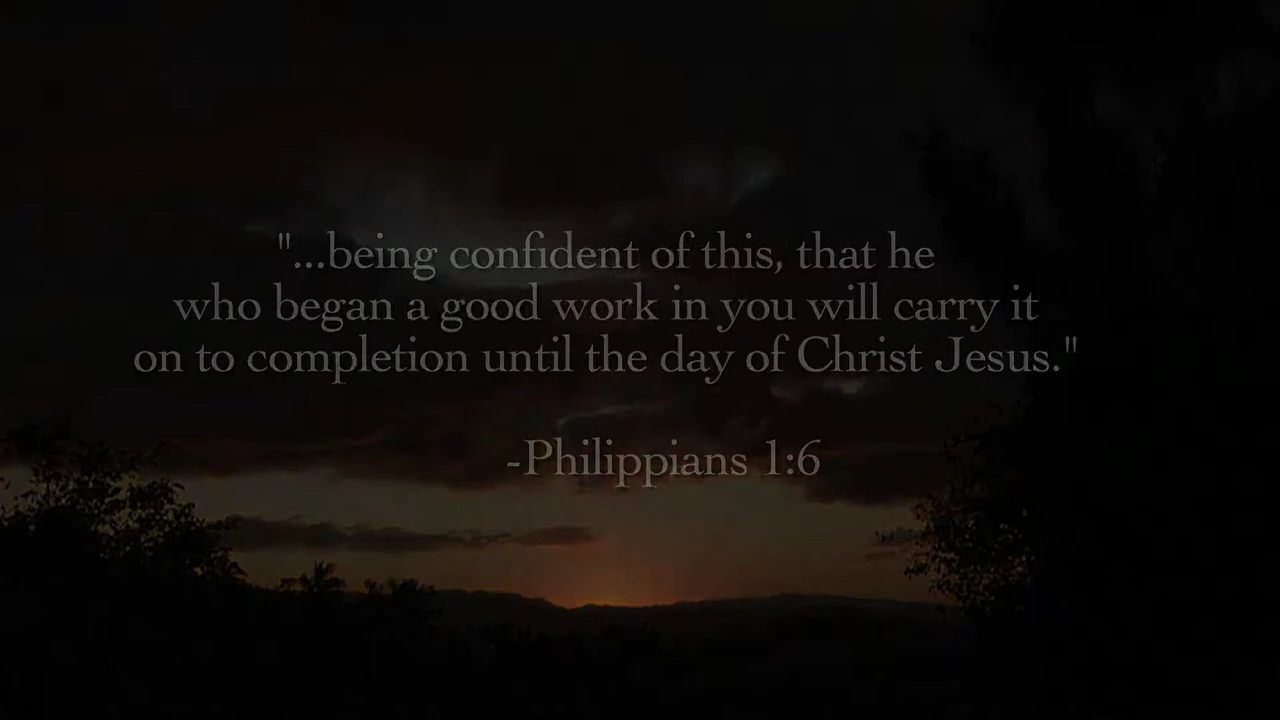 "...being confident of this, that he
who began a good work in you will carry it
on to completion until the day of Christ Jesus."
-Philippians 1:6